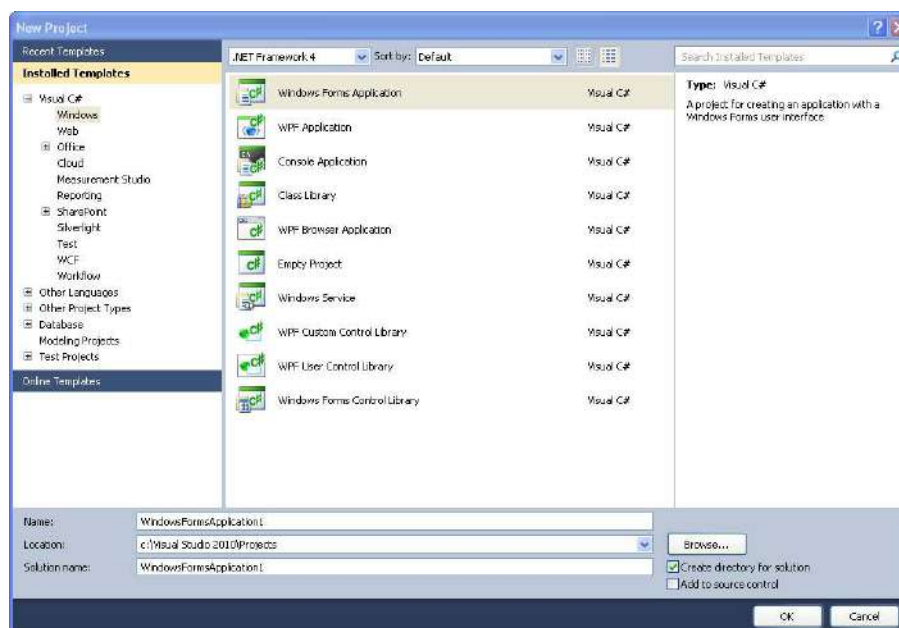 New Project
Recent Templates
Installed Templates
Visual C#
Windows
Web
Office
Cloud
Measurement Studio
Reporting
SharePoint
Silverlight
Test
WCF
Workflow
Other Languages
Other Project Types
Database
Modeling Projects
Test Projects
Online Templates
.NET Framework 4 Sort by: Default
Windows Forms Application Visual C#
WPF Application Visual C#
Console Application Visual C#
Class Library Visual C#
WPF Browser Application Visual C#
Empty Project Visual C#
Windows Service Visual C#
WPF Custom Control Library Visual C#
WPF User Control Library Visual C#
Windows Forms Control Library Visual C#
Search Installed Templates
Type: Visual C#
A project for creating an application with a
Windows Forms user interface
Name: WindowsFormsApplication1
Location: c:\Visual Studio 2010\Projects Browse...
Solution name: WindowsFormsApplication1
Create directory for solution
Add to source control
OK Cancel